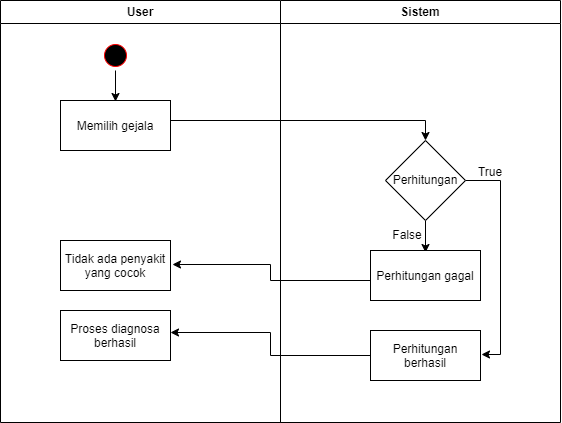 User
Sistem
Memilih gejala
Perhitungan
True
False
Tidak ada penyakit
yang cocok
Perhitungan gagal
Proses diagnosa
berhasil
Perhitungan
berhasil